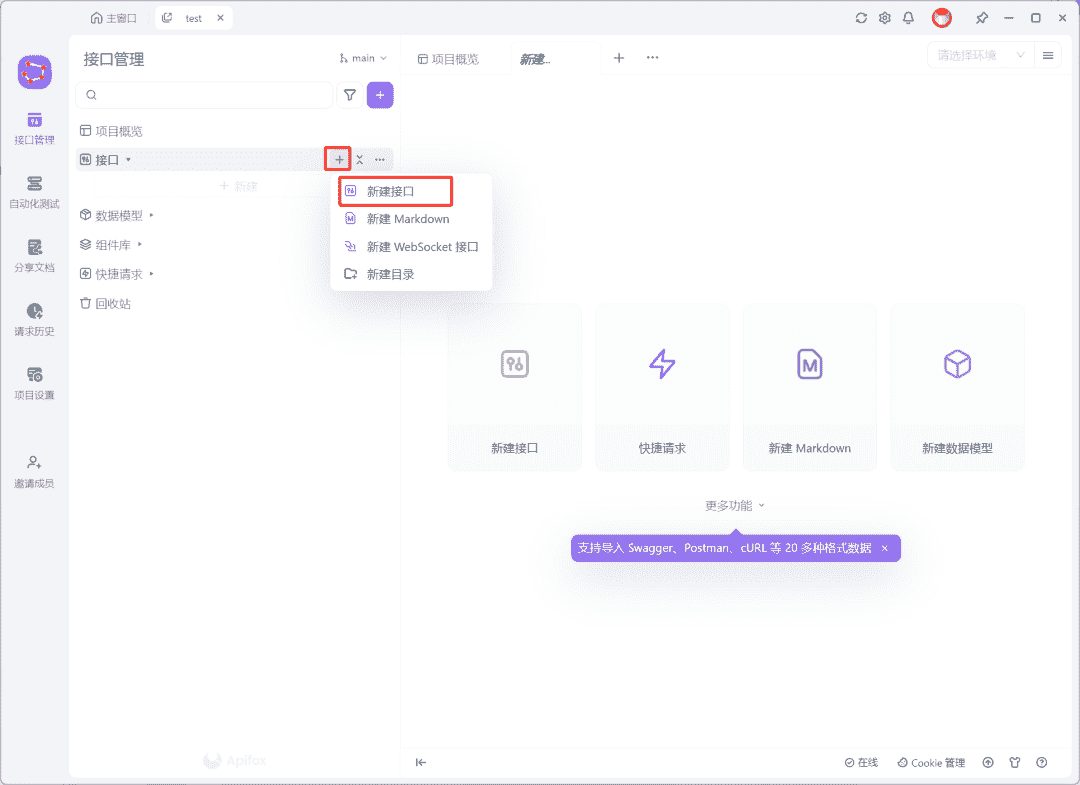 主窗口
test
接口管理
main
项目概览
新建...
请选择环境
接口管理
自动化测试
分享文档
请求历史
项目设置
邀请成员
项目概览
接口
+ 新建
数据模型
组件库
快捷请求
回收站
新建接口
新建 Markdown
新建 WebSocket 接口
新建目录
新建接口
快捷请求
新建 Markdown
新建数据模型
更多功能
支持导入 Swagger、Postman、cURL 等 20 多种格式数据
Apifox
在线
Cookie 管理